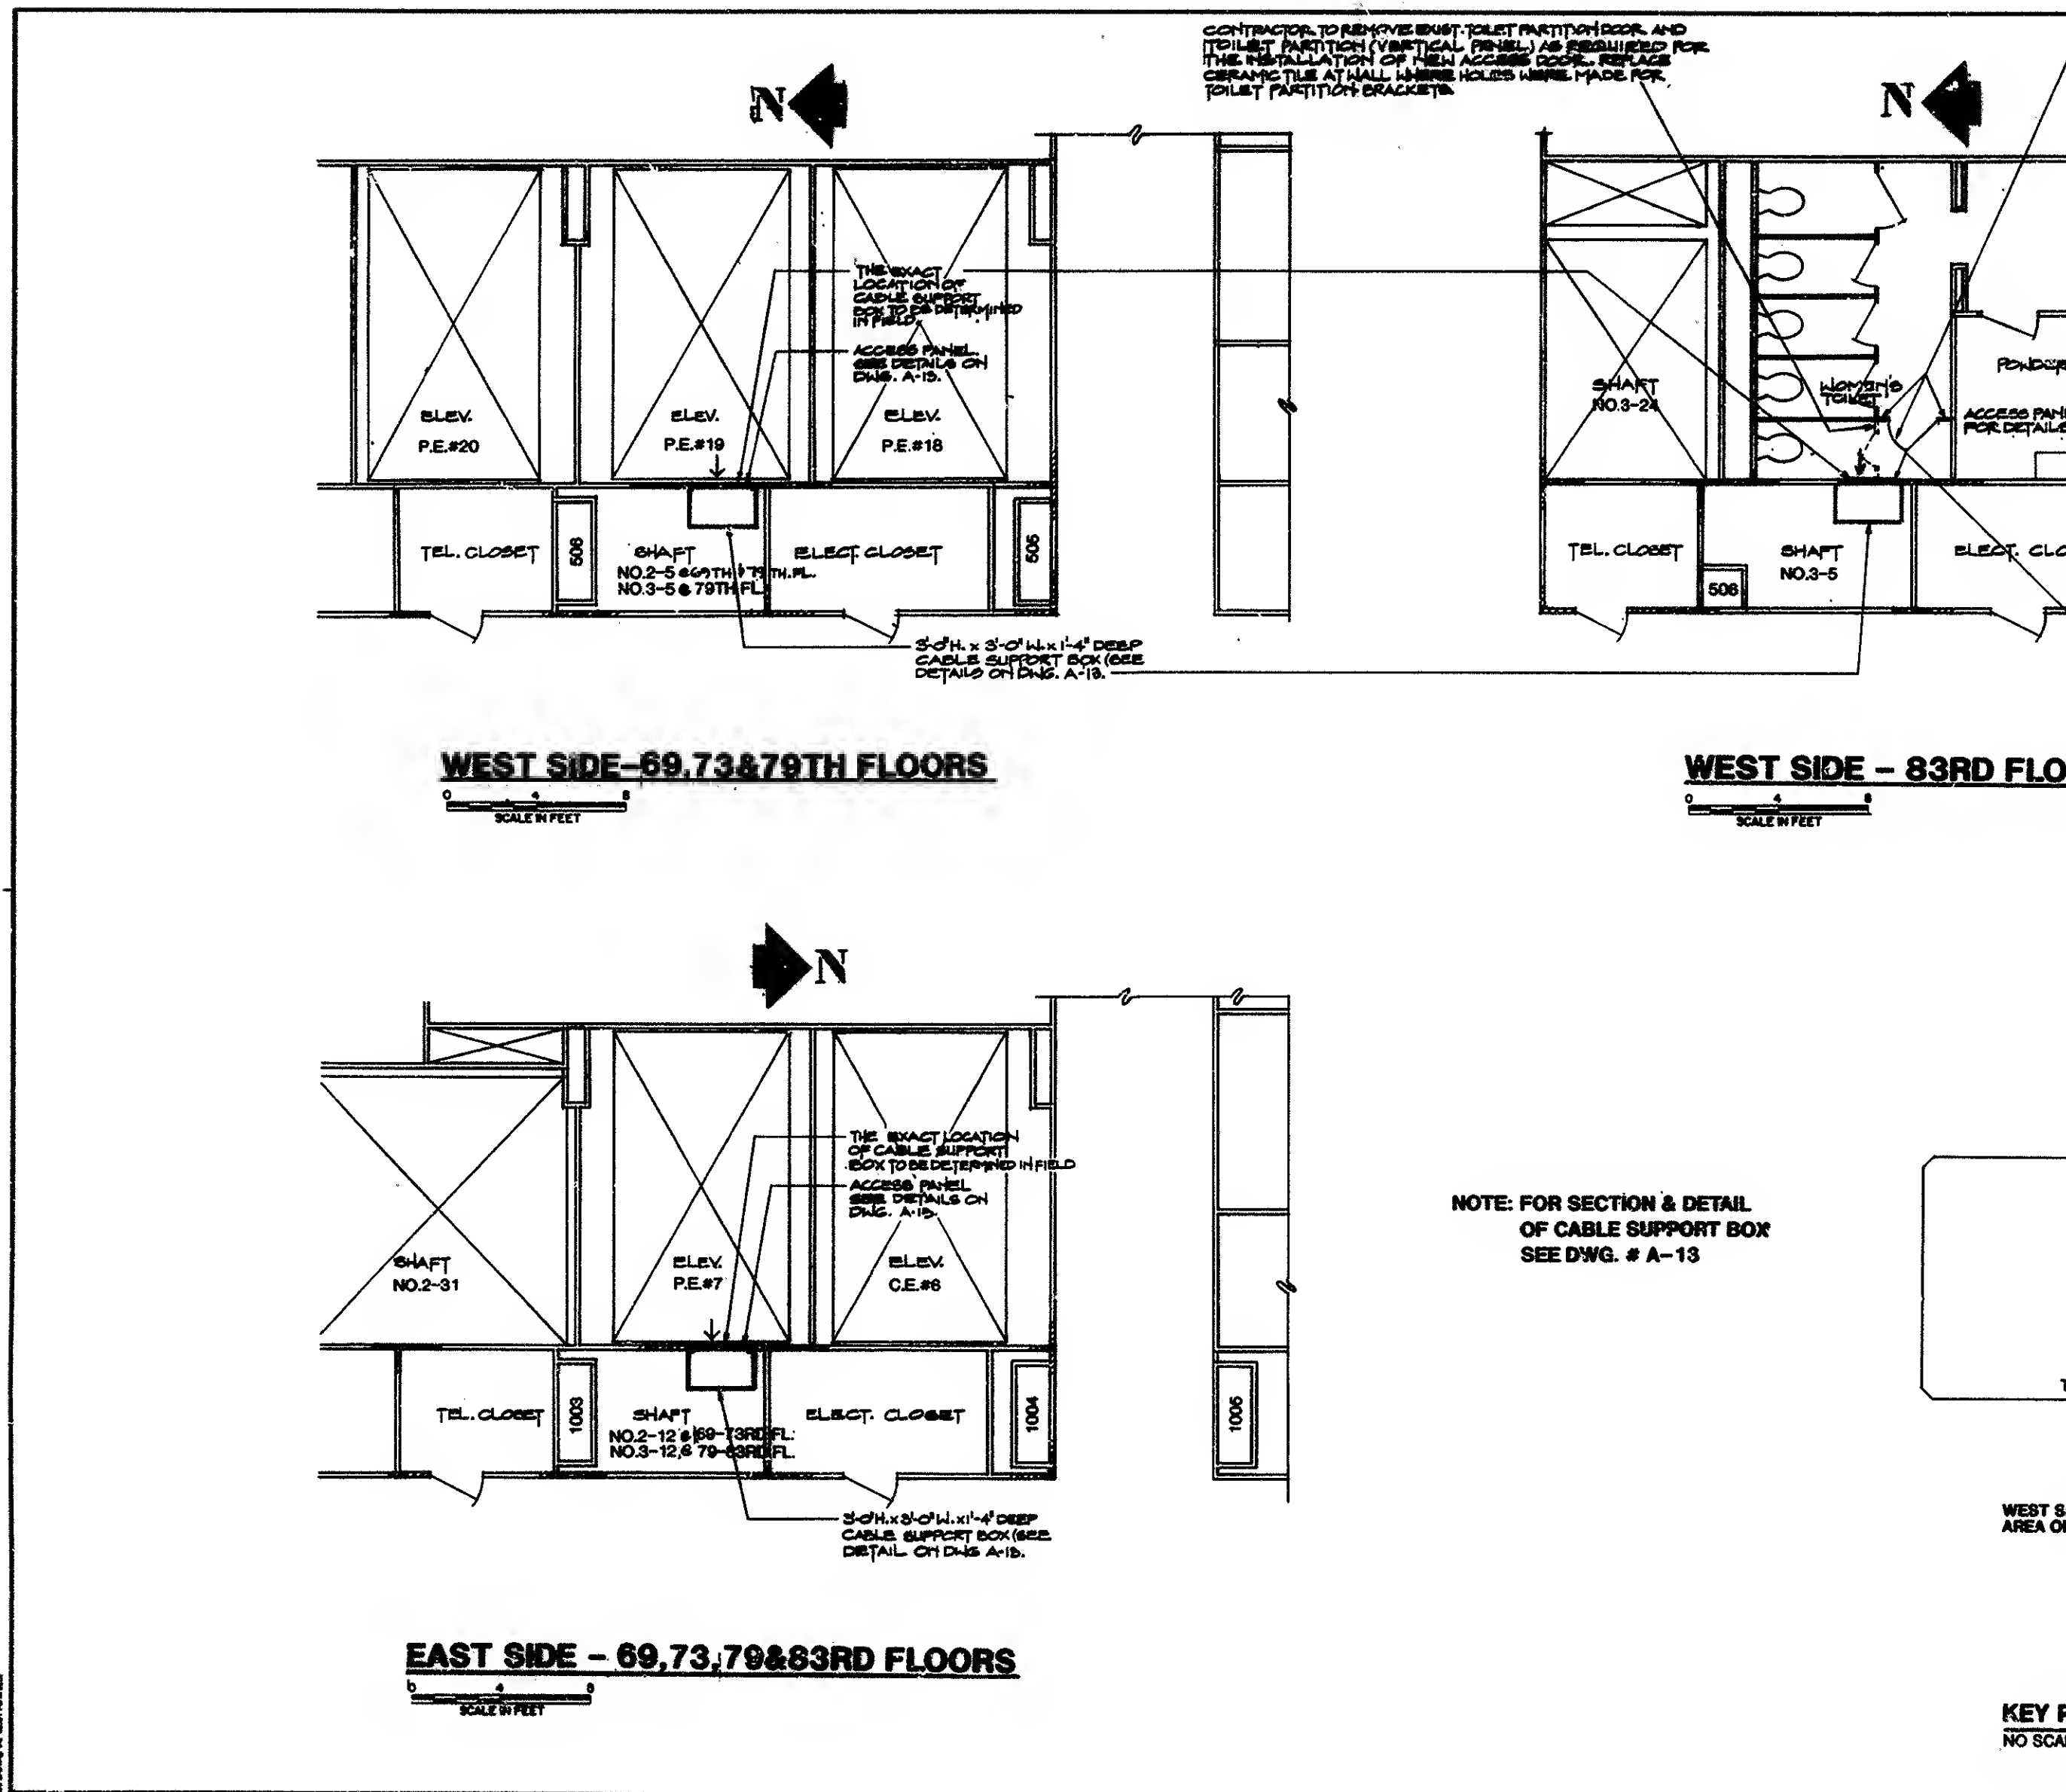 CONTRACTOR TO REMOVE EXIST. TOILET PARTITION DOOR AND
TOILET PARTITION (VERTICAL PANEL) AS REQUIRED FOR
THE INSTALLATION OF NEW ACCESS DOOR. REPLACE
CERAMIC TILE AT WALL WHERE HOLES WERE MADE FOR
TOILET PARTITION BRACKETS
N
N
THE EXACT
LOCATION OF
CABLE SUPPORT
BOX TO BE DETERMINED
IN FIELD.
ACCESS PANEL.
SEE DETAILS ON
DWG. A-13.
ELEV.
P.E.#20
ELEV.
P.E.#19
ELEV.
P.E.#18
TEL. CLOSET
506
SHAFT
NO.2-5 @ 69TH & 79TH.FL.
NO.3-5 @ 79TH FL.
ELECT. CLOSET
505
3'-0"H. x 3'-0" W. x 1'-4" DEEP
CABLE SUPPORT BOX (SEE
DETAILS ON DWG. A-13.
SHAFT
NO.3-24
WOMEN'S
TOILET
POWDER
ACCESS PANE
FOR DETAILS
TEL. CLOSET
506
SHAFT
NO.3-5
ELECT. CLO
WEST SIDE-69,73&79TH FLOORS
0 4 8
SCALE IN FEET
WEST SIDE - 83RD FLO
0 4 8
SCALE IN FEET
N
THE EXACT LOCATION
OF CABLE SUPPORT
BOX TO BE DETERMINED IN FIELD
ACCESS PANEL
SEE DETAILS ON
DWG. A-13.
SHAFT
NO.2-31
ELEV.
P.E.#7
ELEV.
C.E.#6
NOTE: FOR SECTION & DETAIL
OF CABLE SUPPORT BOX
SEE DWG. # A-13
TEL. CLOSET
1003
SHAFT
NO.2-12 @ 69-73RD FL.
NO.3-12 @ 79-83RD FL.
ELECT. CLOSET
1004
1005
3'-0"H. x 3'-0" W. x 1'-4" DEEP
CABLE SUPPORT BOX (SEE
DETAIL ON DWG A-13.
WEST S
AREA O
EAST SIDE - 69,73,79&83RD FLOORS
0 4 8
SCALE IN FEET
KEY P
NO SCA